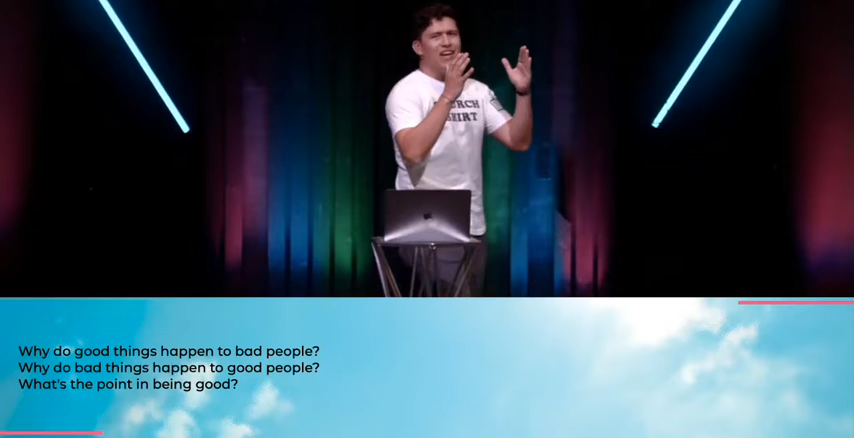 SHIRT
Why do good things happen to bad people?
Why do bad things happen to good people?
What's the point in being good?